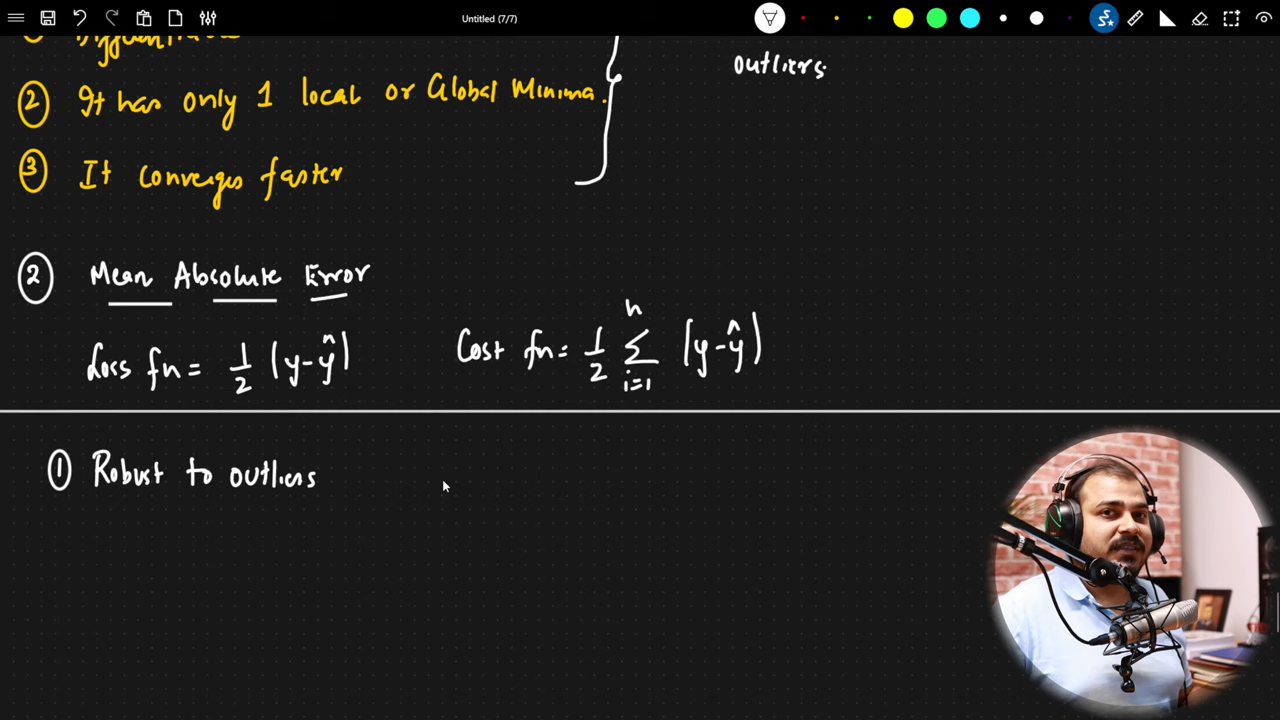 Untitled (7/7)
outliers.
② It has only 1 local or Global Minima.
③ It converges faster
② Mean Absolute Error
Loss fn = 1/2 |y-ŷ|
Cost fn = 1/2 Σ_{i=1}^{n} |y-ŷ|
① Robust to outliers